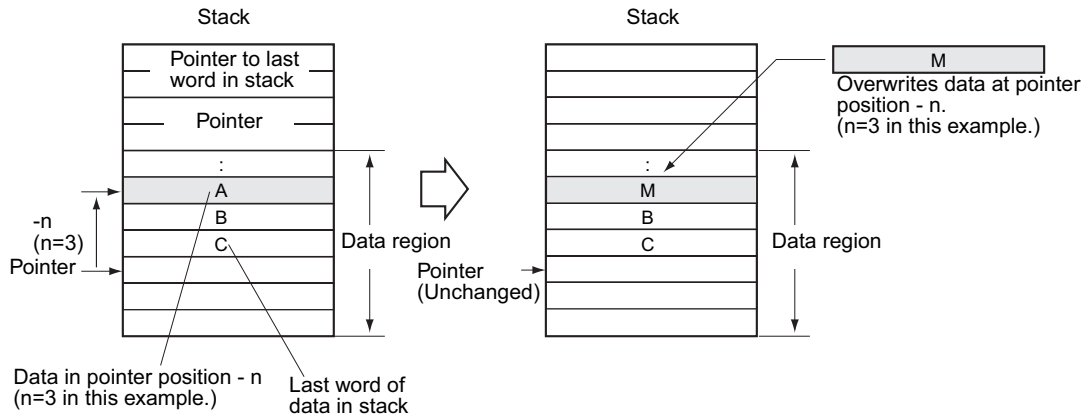 Stack
Pointer to last
word in stack
Pointer
:
A
B
C
-n
(n=3)
Pointer
Data region
Data in pointer position - n
(n=3 in this example.)
Last word of
data in stack
Stack
M
Overwrites data at pointer
position - n.
(n=3 in this example.)
:
M
B
C
Data region
Pointer
(Unchanged)